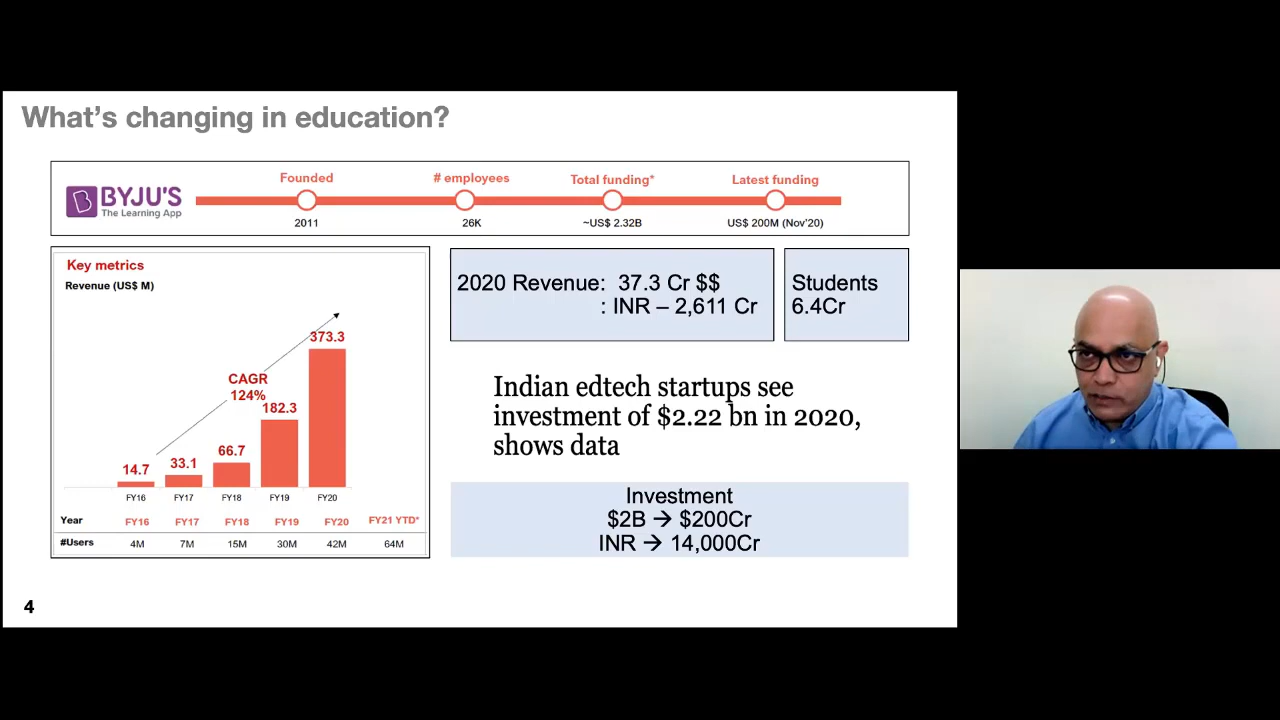 What's changing in education?
BYJU'S
The Learning App
Founded
# employees
Total funding*
Latest funding
2011
26K
~US$ 2.32B
US$ 200M (Nov'20)
Key metrics
Revenue (US$ M)
CAGR
124%
14.7
33.1
66.7
182.3
373.3
FY16 FY17 FY18 FY19 FY20
Year FY16 FY17 FY18 FY19 FY20 FY21 YTD*
#Users 4M 7M 15M 30M 42M 64M
2020 Revenue: 37.3 Cr $$
: INR – 2,611 Cr
Students
6.4Cr
Indian edtech startups see
investment of $2.22 bn in 2020,
shows data
Investment
$2B → $200Cr
INR → 14,000Cr
4